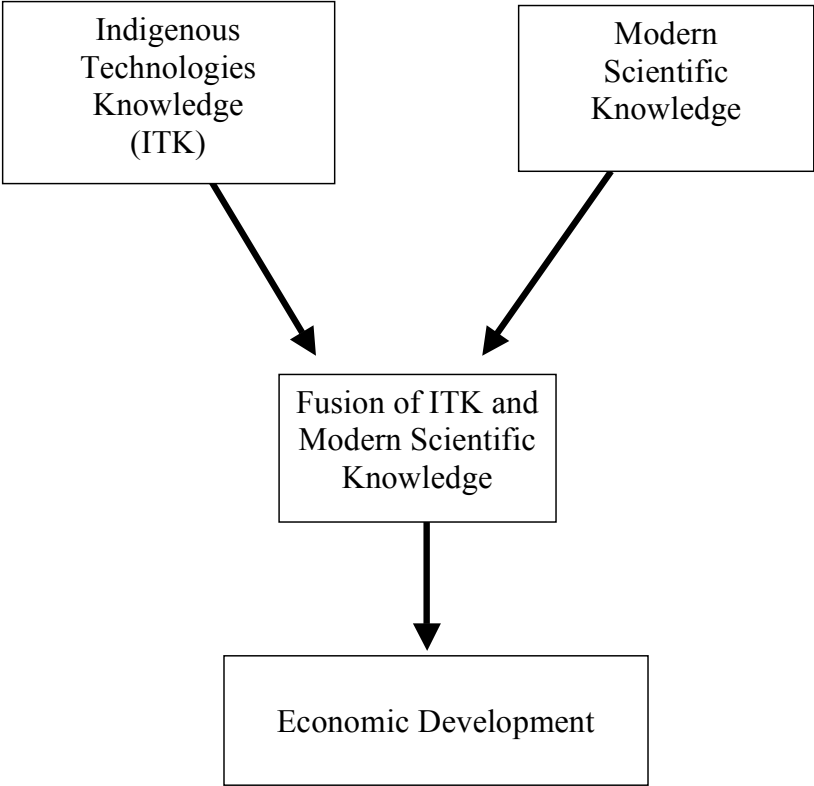 Indigenous
Technologies
Knowledge
(ITK)
Modern
Scientific
Knowledge
Fusion of ITK and
Modern Scientific
Knowledge
Economic Development